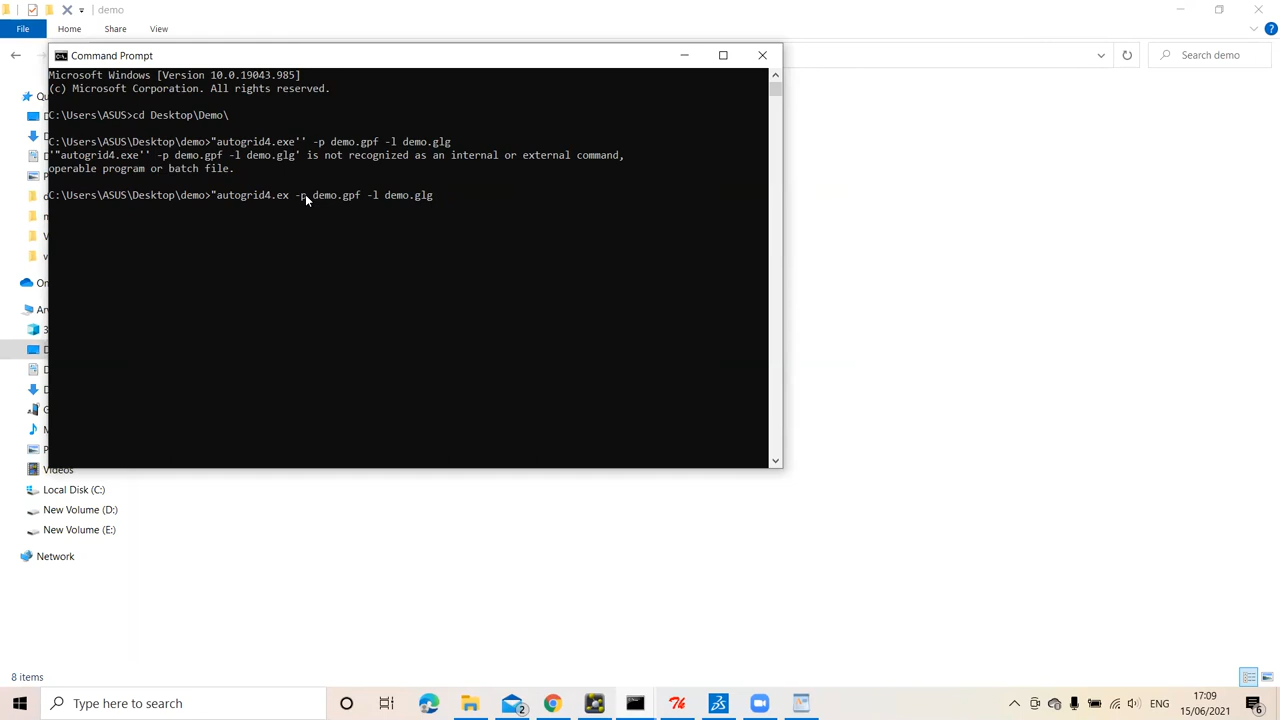 demo
File Home Share View
Search demo
Command Prompt
Microsoft Windows [Version 10.0.19043.985]
(c) Microsoft Corporation. All rights reserved.
C:\Users\ASUS>cd Desktop\Demo\
C:\Users\ASUS\Desktop\demo>"autogrid4.exe'' -p demo.gpf -l demo.glg
'"autogrid4.exe'' -p demo.gpf -l demo.glg' is not recognized as an internal or external command,
operable program or batch file.
C:\Users\ASUS\Desktop\demo>"autogrid4.ex -p demo.gpf -l demo.glg
Videos
Local Disk (C:)
New Volume (D:)
New Volume (E:)
Network
8 items
Type here to search
2
ENG
17:09
15/06/2021
6